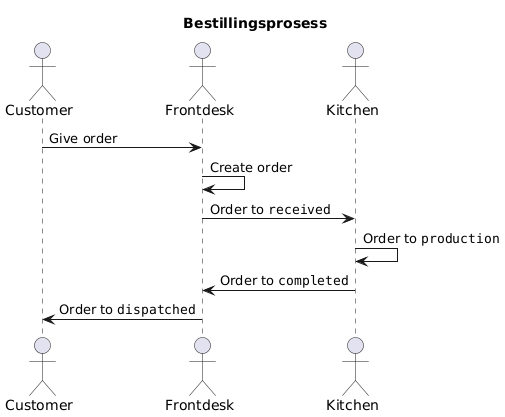 Bestillingsprosess
Customer Frontdesk Kitchen
Give order
Create order
Order to received
Order to production
Order to completed
Order to dispatched
Customer Frontdesk Kitchen